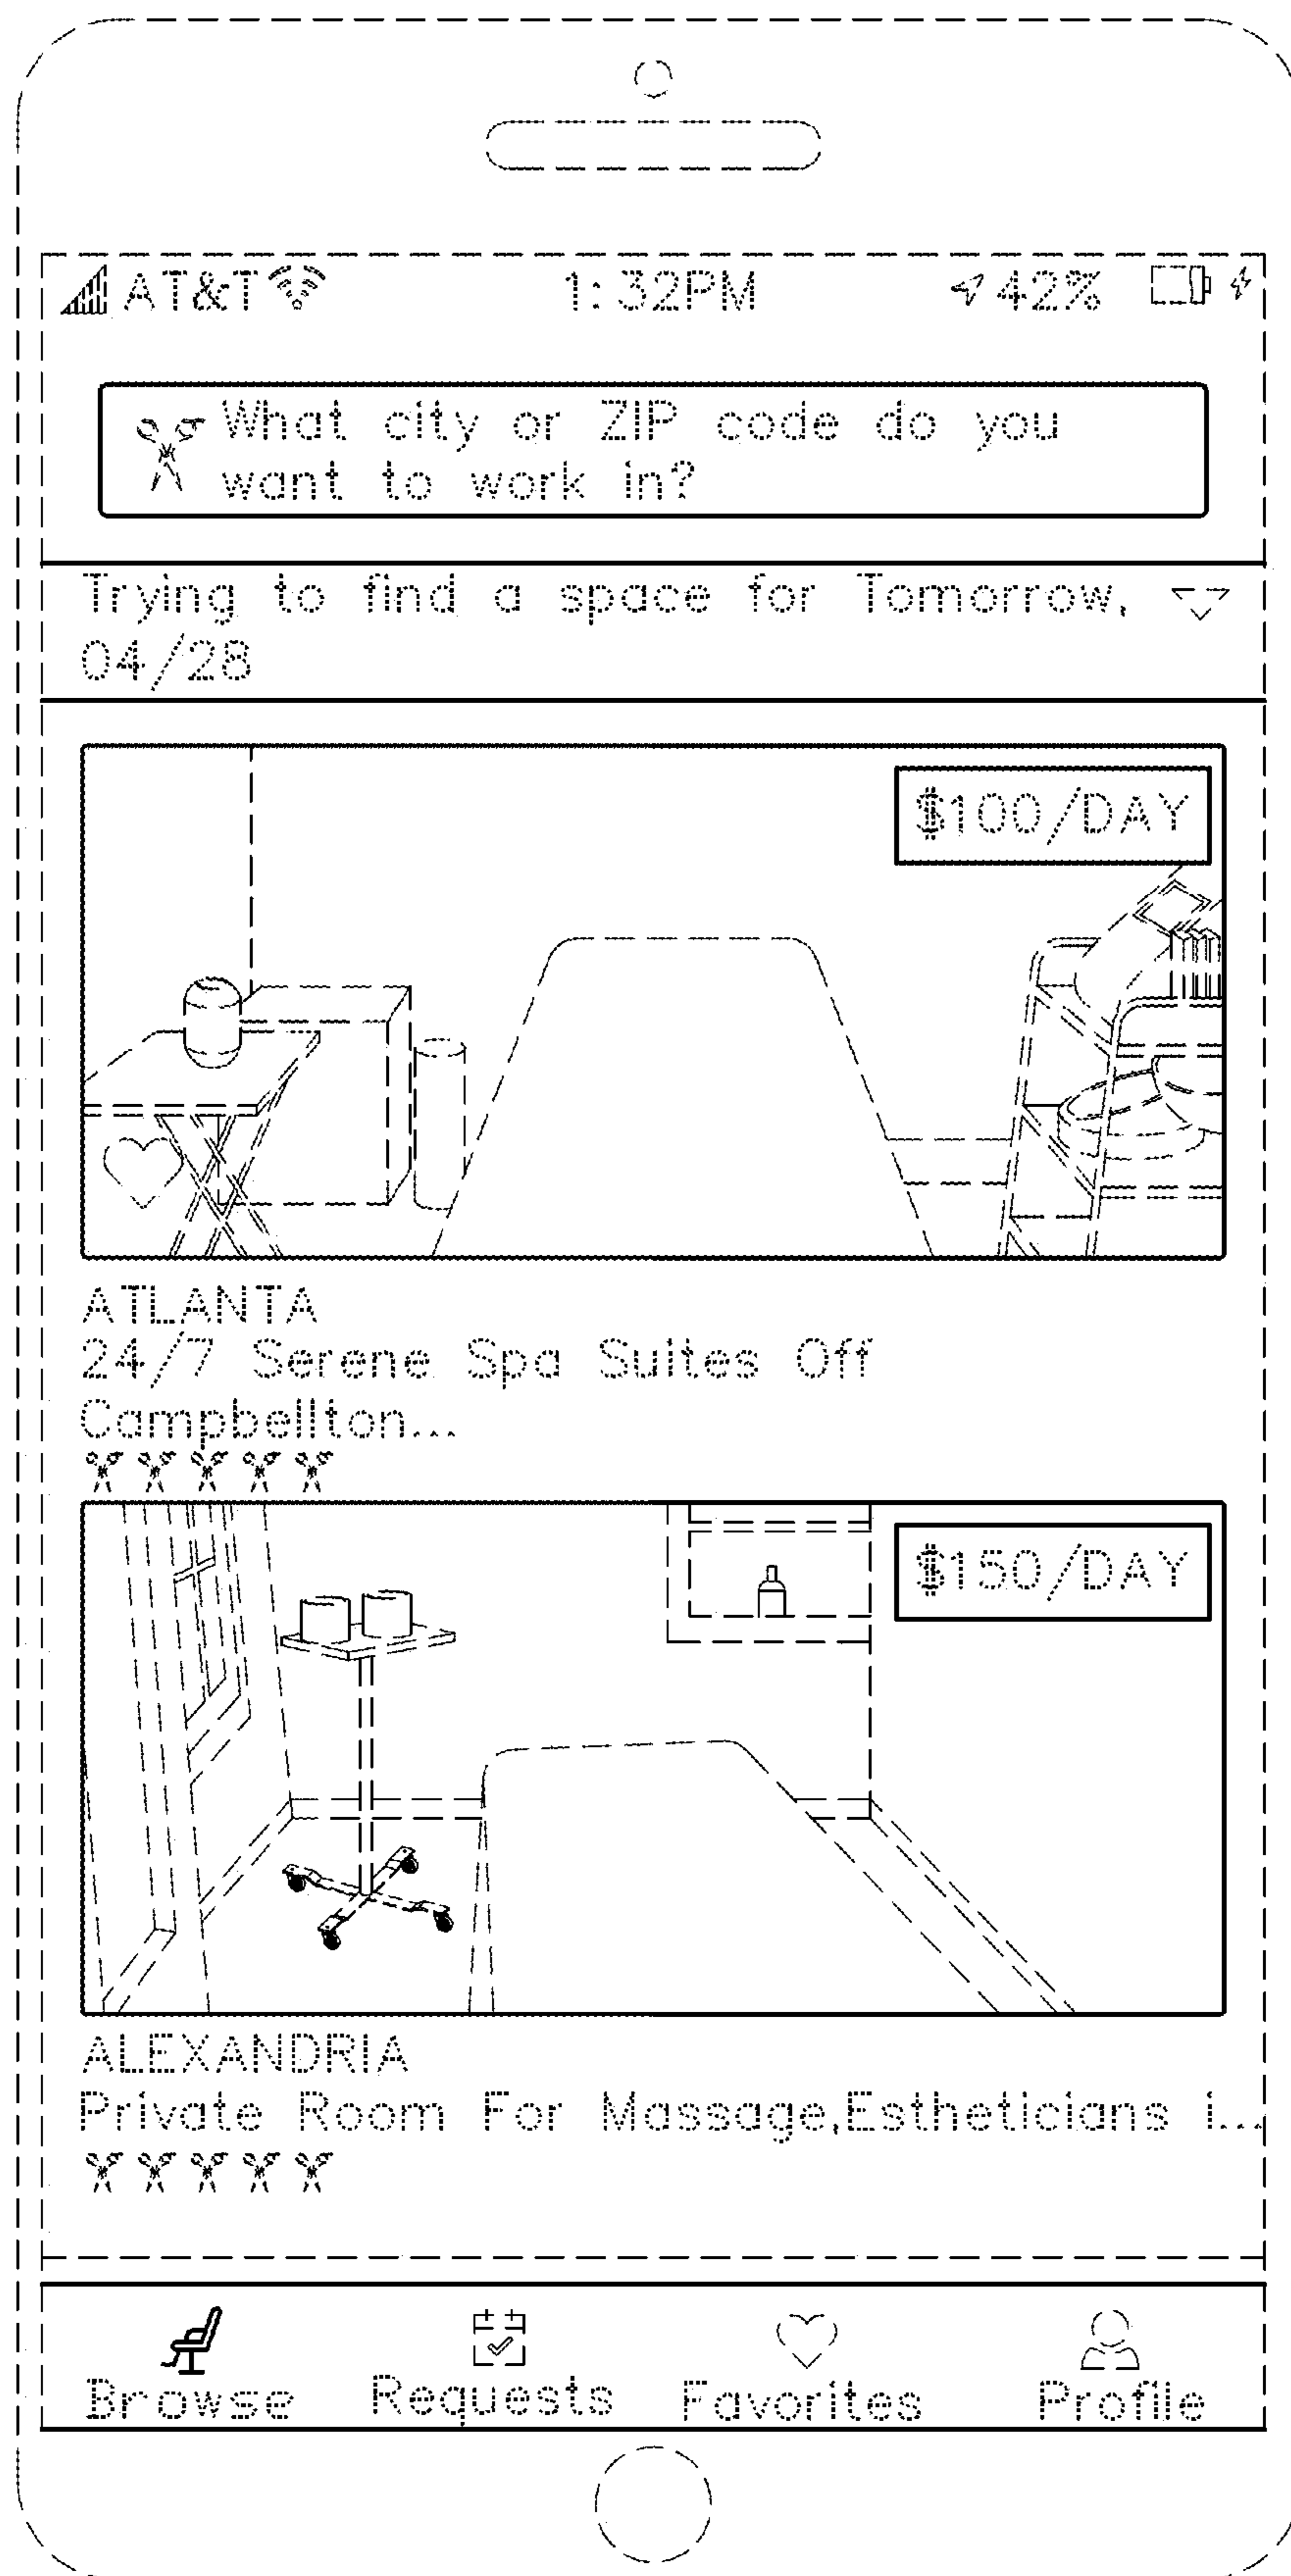 AT&T 1:32PM 42%
What city or ZIP code do you
want to work in?
Trying to find a space for Tomorrow,
04/28
$100/DAY
ATLANTA
24/7 Serene Spa Suites Off
Campbellton...
$150/DAY
ALEXANDRIA
Private Room For Massage,Estheticians i...
Browse Requests Favorites Profile